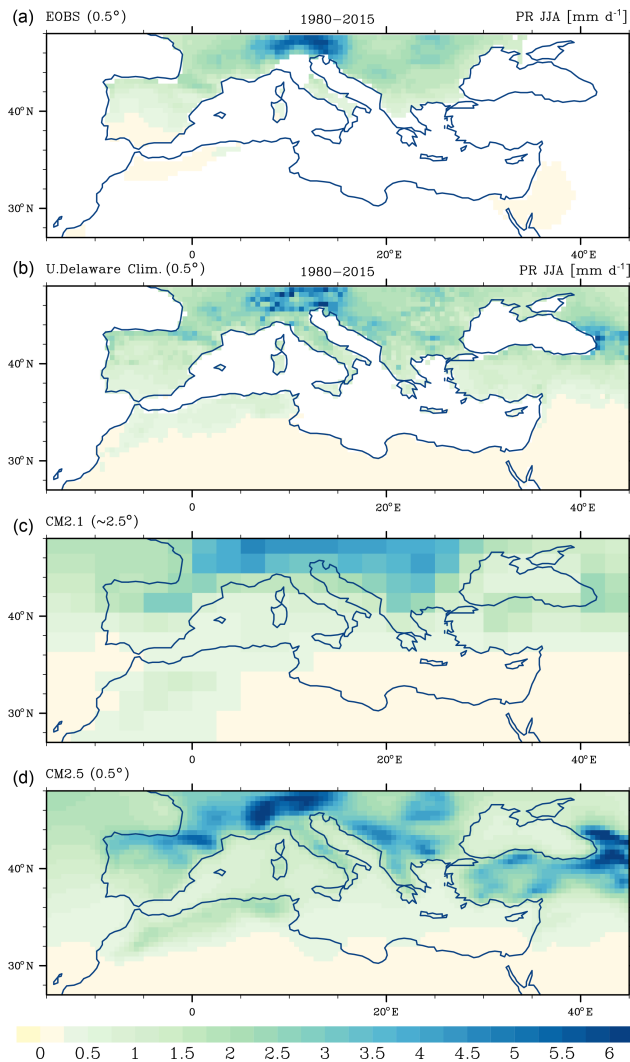 (a) EOBS (0.5°) 1980−2015 PR JJA [mm d⁻¹]
40°N
30°N
0 20°E 40°E
(b) U.Delaware Clim. (0.5°) 1980−2015 PR JJA [mm d⁻¹]
40°N
30°N
0 20°E 40°E
(c) CM2.1 (~2.5°)
40°N
30°N
0 20°E 40°E
(d) CM2.5 (0.5°)
40°N
30°N
0 20°E 40°E
0 0.5 1 1.5 2 2.5 3 3.5 4 4.5 5 5.5 6